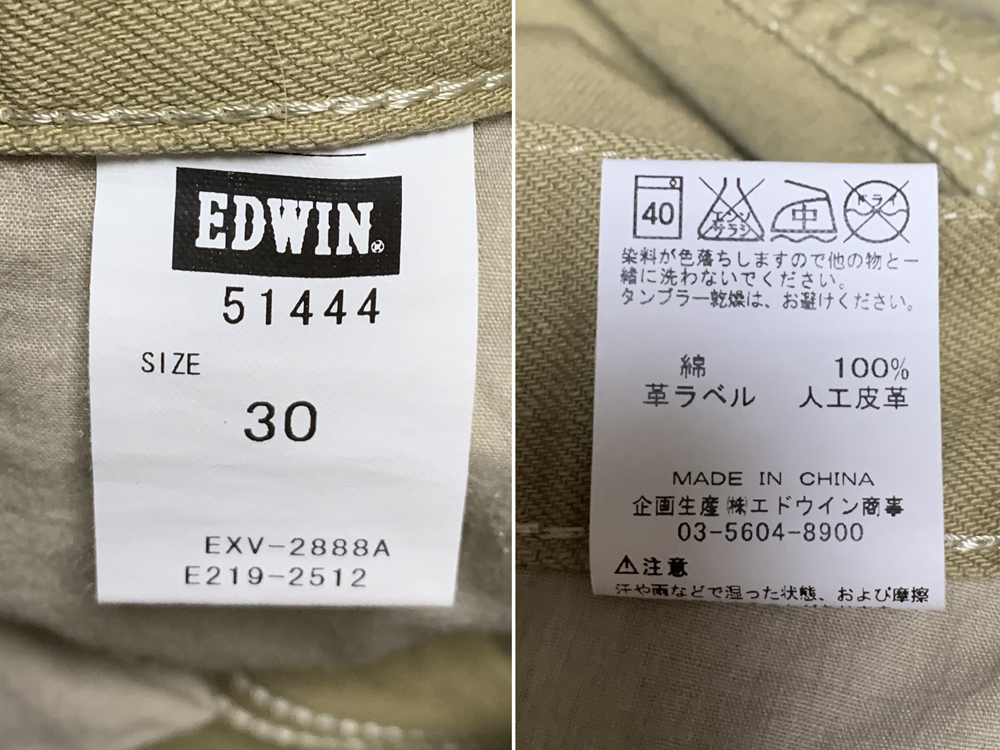 EDWIN®
51444
SIZE
30
EXV-2888A
E219-2512
40
エンソ
サラシ
中
ドライ
染料が色落ちしますので他の物と一
緒に洗わないでください。
タンブラー乾燥は、お避けください。
綿 100%
革ラベル 人工皮革
MADE IN CHINA
企画生産㈱エドウイン商事
03-5604-8900
⚠注意
汗や雨などで湿った状態、および摩擦